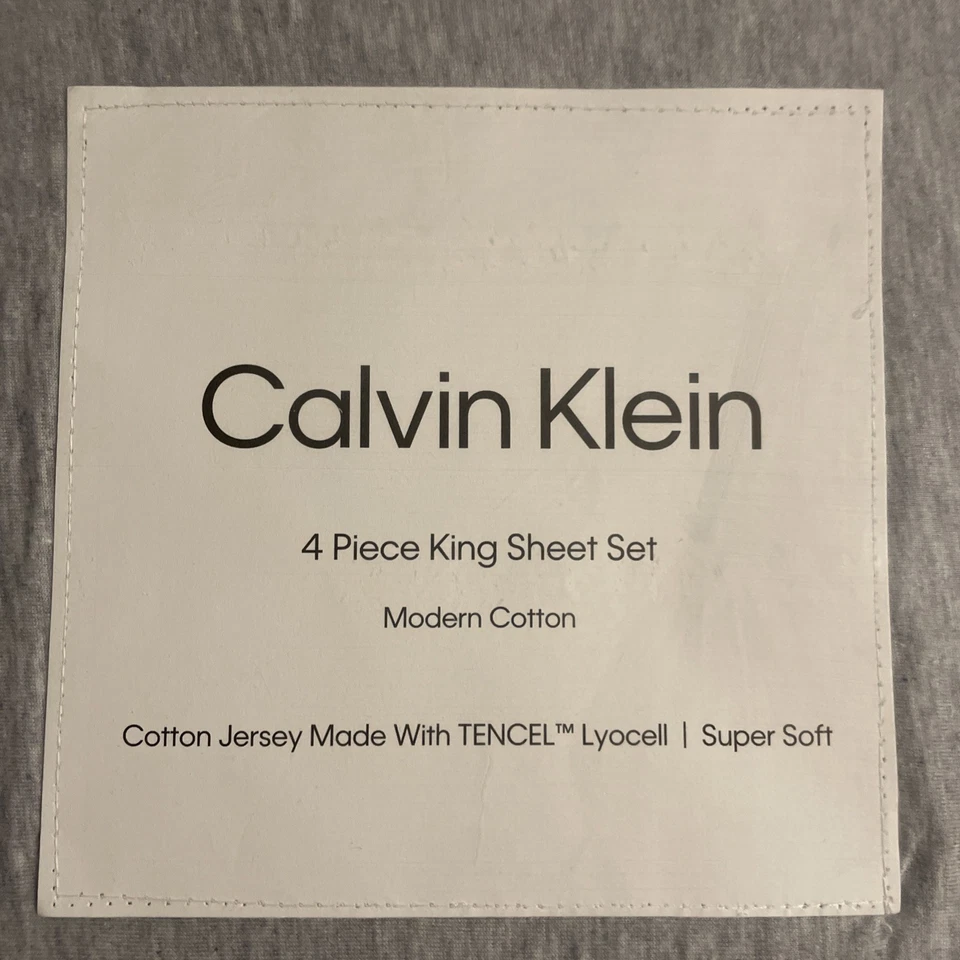 Calvin Klein
4 Piece King Sheet Set
Modern Cotton
Cotton Jersey Made With TENCEL™ Lyocell | Super Soft